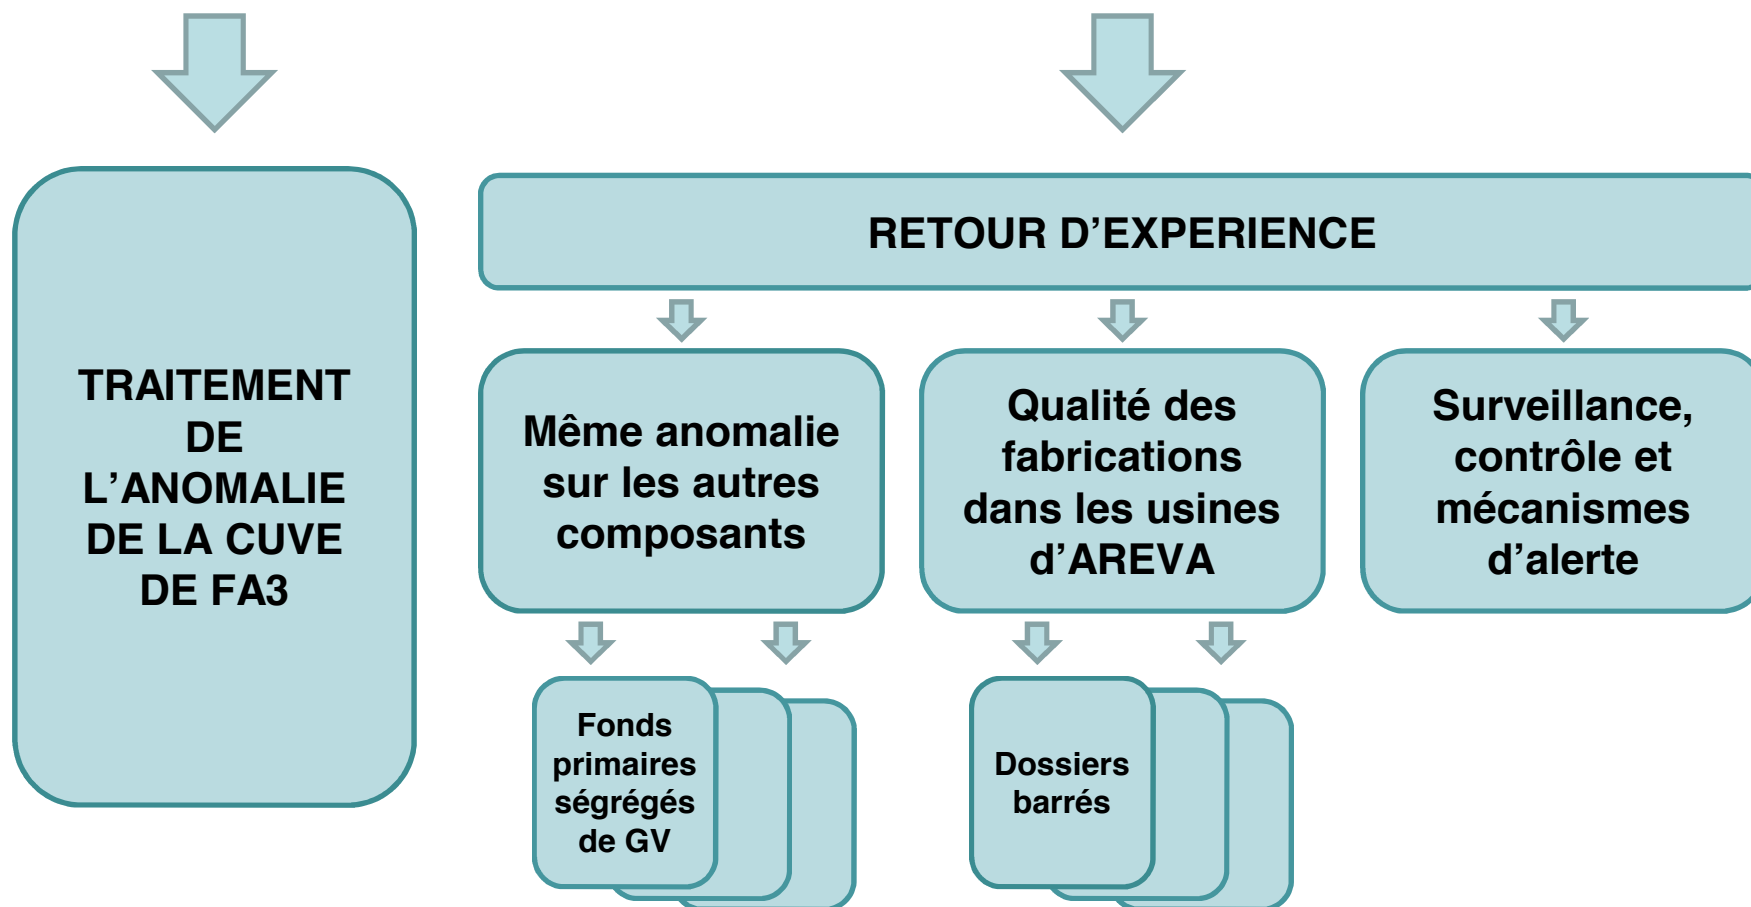 TRAITEMENT
DE
L’ANOMALIE
DE LA CUVE
DE FA3
RETOUR D’EXPERIENCE
Même anomalie
sur les autres
composants
Qualité des
fabrications
dans les usines
d’AREVA
Surveillance,
contrôle et
mécanismes
d’alerte
Fonds
primaires
ségrégés
de GV
Dossiers
barrés